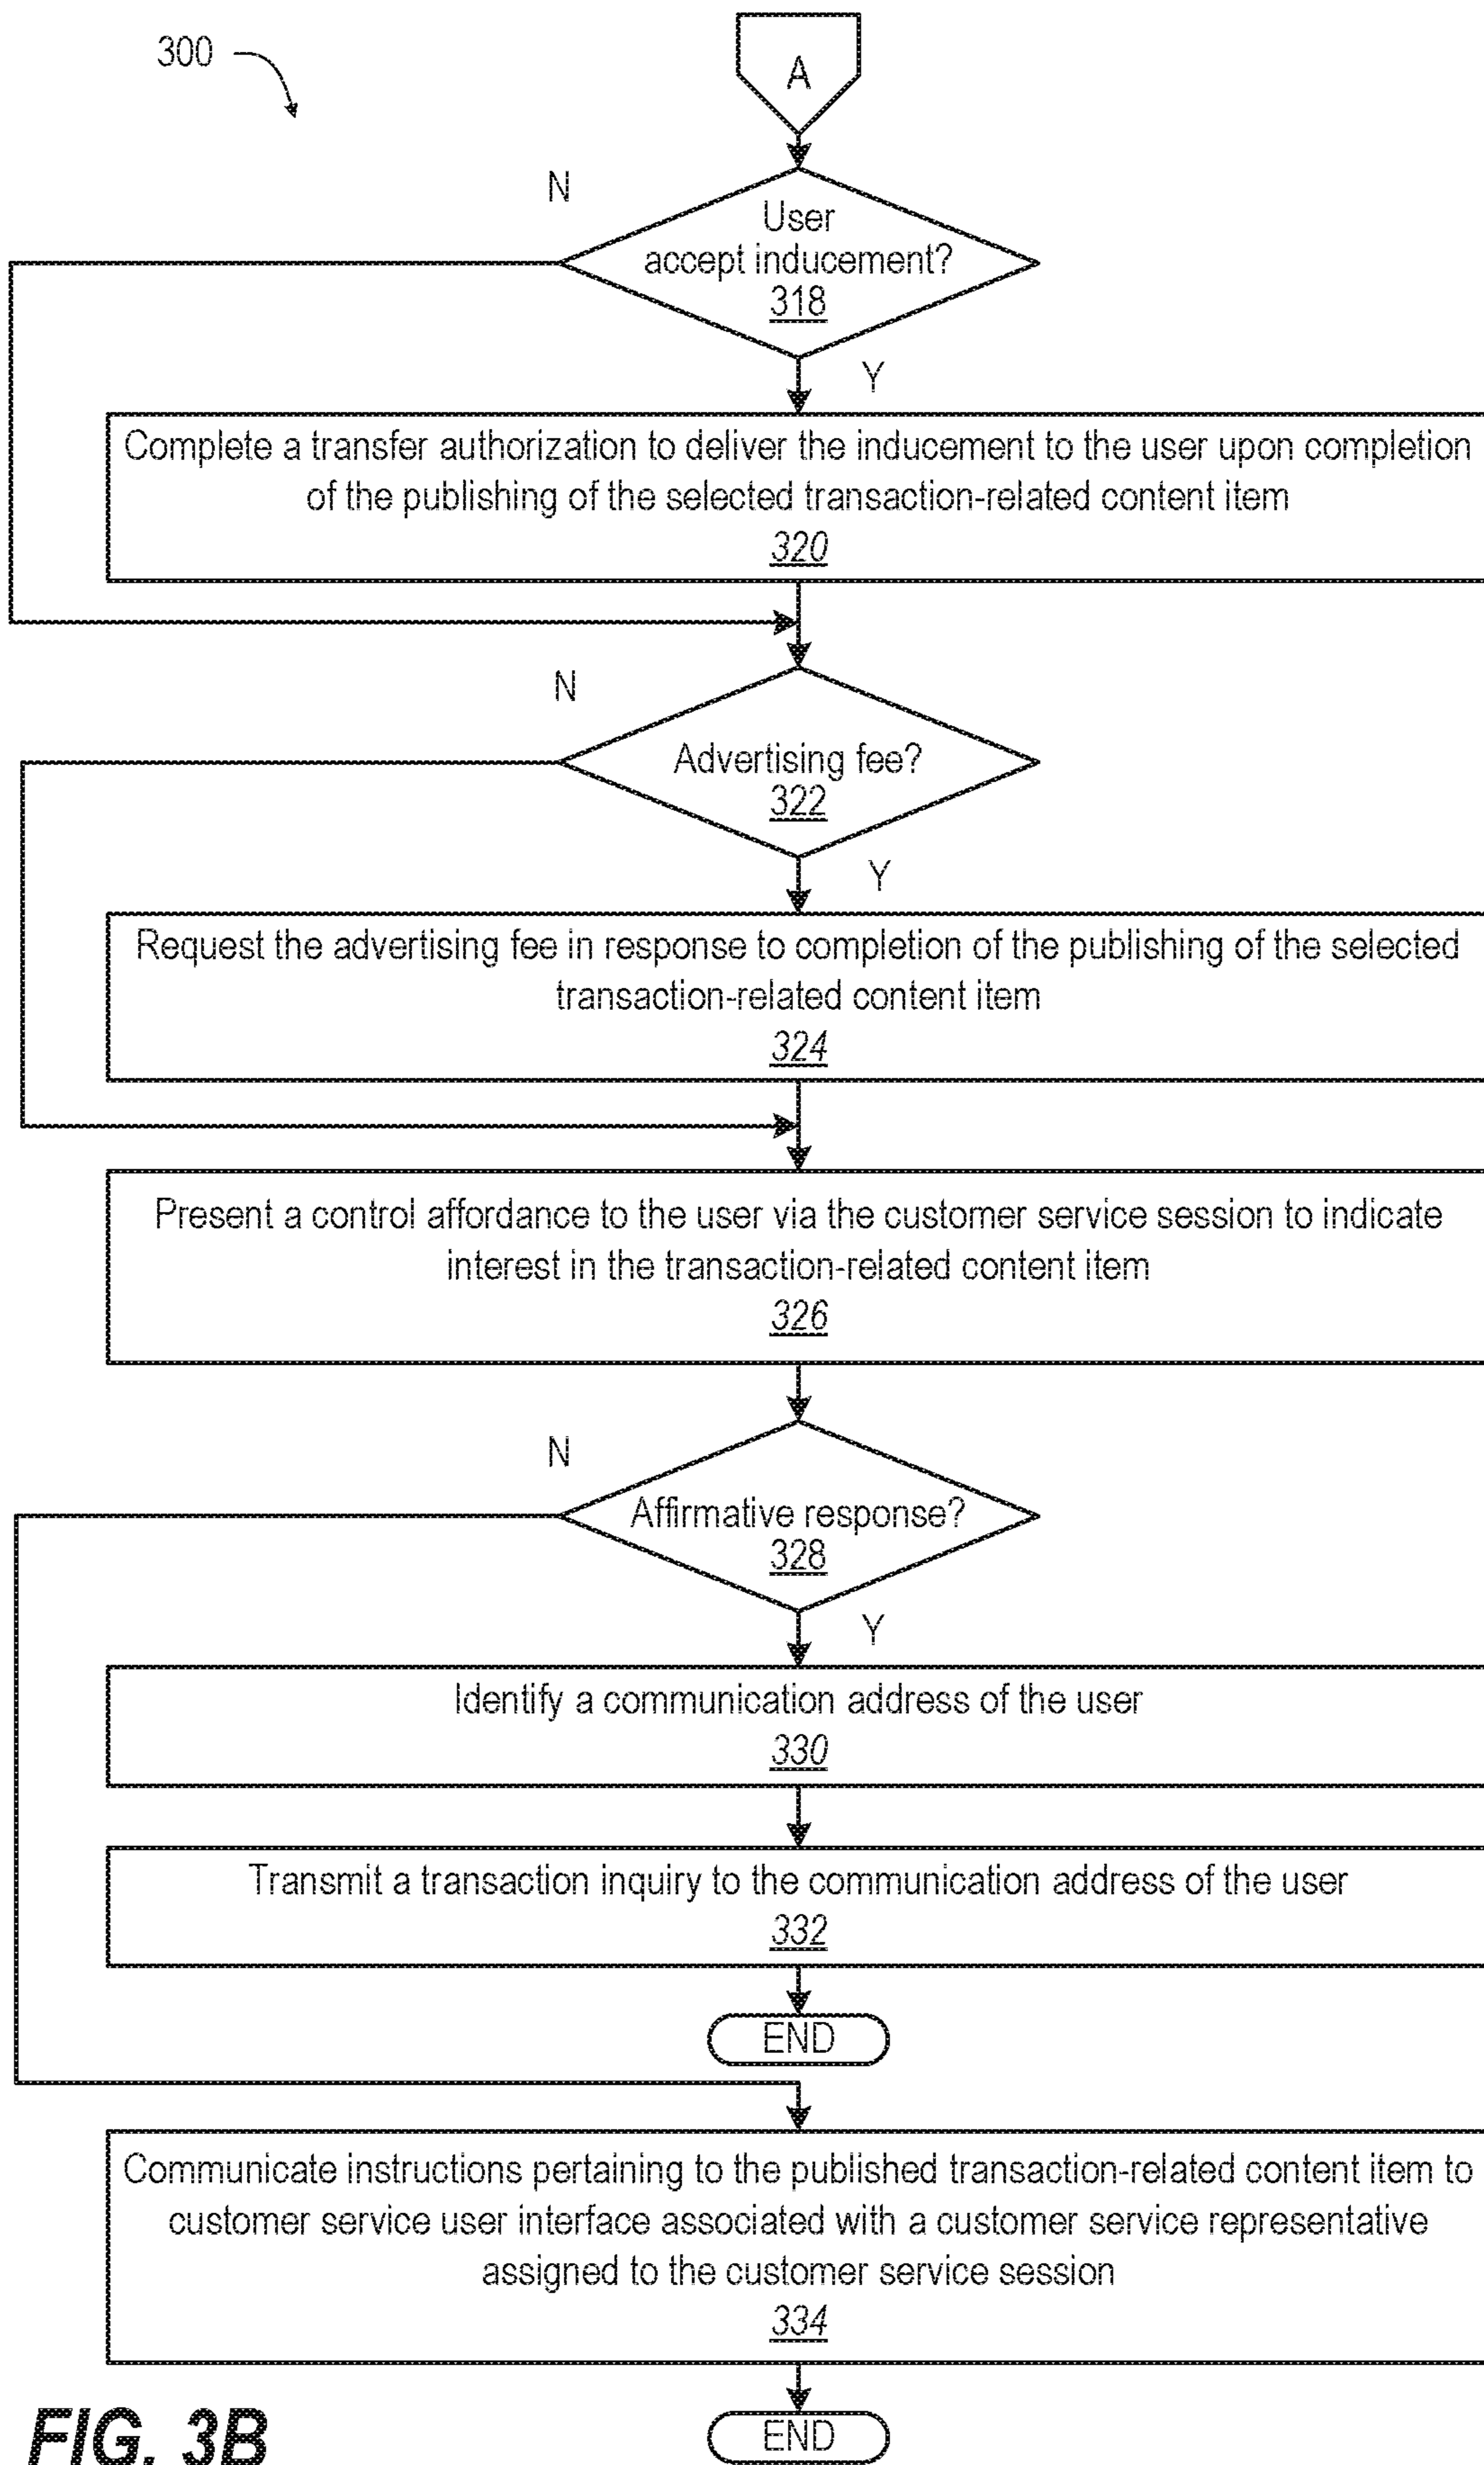 300
A
N
User
accept inducement?
318
Y
Complete a transfer authorization to deliver the inducement to the user upon completion
of the publishing of the selected transaction-related content item
320
N
Advertising fee?
322
Y
Request the advertising fee in response to completion of the publishing of the selected
transaction-related content item
324
Present a control affordance to the user via the customer service session to indicate
interest in the transaction-related content item
326
N
Affirmative response?
328
Y
Identify a communication address of the user
330
Transmit a transaction inquiry to the communication address of the user
332
END
Communicate instructions pertaining to the published transaction-related content item to
customer service user interface associated with a customer service representative
assigned to the customer service session
334
END
FIG. 3B